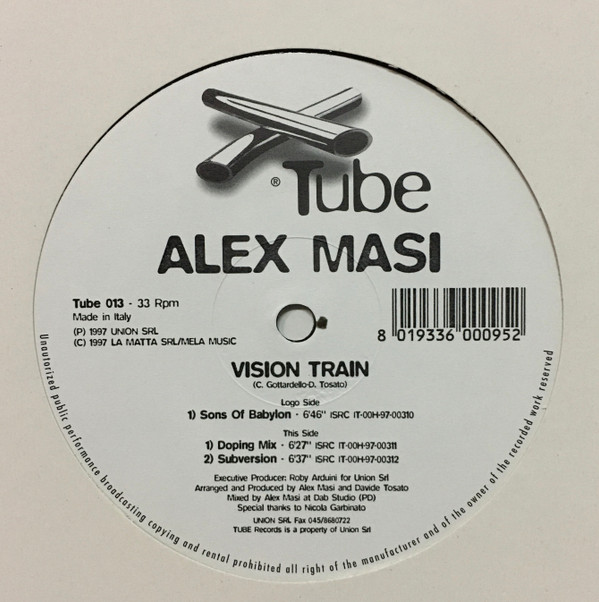 ® Tube
ALEX MASI
Tube 013 - 33 Rpm
Made in Italy
(P) 1997 UNION SRL
(C) 1997 LA MATTA SRL/MELA MUSIC
8 019336 000952
VISION TRAIN
(C. Gottardello-D. Tosato)
Logo Side
1) Sons Of Babylon - 6'46" ISRC IT-00H-97-00310
This Side
1) Doping Mix - 6'27" ISRC IT-00H-97-00311
2) Subversion - 6'37" ISRC IT-00H-97-00312
Executive Producer: Roby Arduini for Union Srl
Arranged and Produced by Alex Masi and Davide Tosato
Mixed by Alex Masi at Dab Studio (PD)
Special thanks to Nicola Garbinato
UNION SRL Fax 045/8680722
TUBE Records is a property of Union Srl
Unautorized public performance broadcasting copying and rental prohibited all right of the manufacturer and of the owner of the recorded work reserved